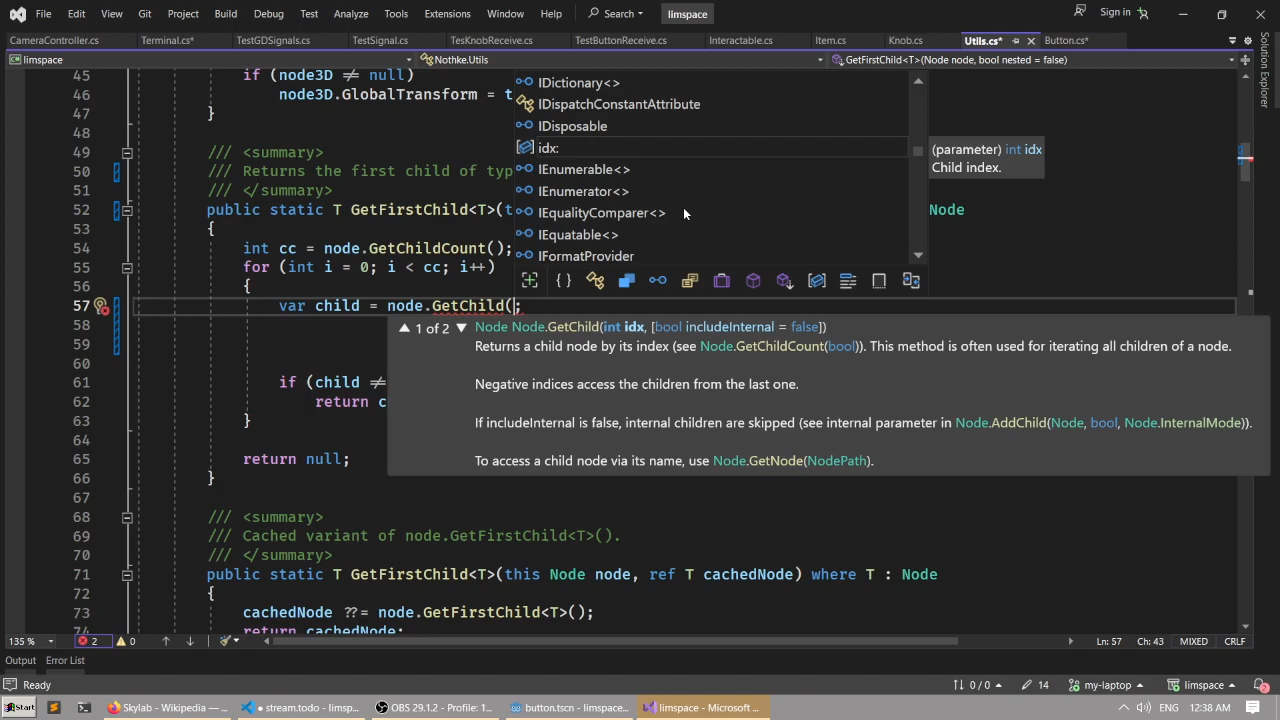 File Edit View Git Project Build Debug Test Analyze Tools Extensions Window Help Search limspace Sign in
CameraController.cs Terminal.cs* TestGDSignals.cs TestSignal.cs TesKnobReceive.cs TestButtonReceive.cs Interactable.cs Item.cs Knob.cs Utils.cs* Button.cs*
limspace Nothke.Utils GetFirstChild<T>(Node node, bool nested = false)
Solution Explorer
45 if (node3D ≠ null)
46 node3D.GlobalTransform = t
47 }
48
49 /// <summary>
50 /// Returns the first child of typ
51 /// </summary>
52 public static T GetFirstChild<T>(t Node
53 {
54 int cc = node.GetChildCount();
55 for (int i = 0; i < cc; i++)
56 {
57 var child = node.GetChild(;
58
59
60
61 if (child ≠
62 return c
63 }
64
65 return null;
66 }
67
68 /// <summary>
69 /// Cached variant of node.GetFirstChild<T>().
70 /// </summary>
71 public static T GetFirstChild<T>(this Node node, ref T cachedNode) where T : Node
72 {
73 cachedNode ??= node.GetFirstChild<T>();
74 return cachedNode;
IDictionary<>
IDispatchConstantAttribute
IDisposable
idx:
IEnumerable<>
IEnumerator<>
IEqualityComparer<>
IEquatable<>
IFormatProvider
(parameter) int idx
Child index.
1 of 2 Node Node.GetChild(int idx, [bool includeInternal = false])
Returns a child node by its index (see Node.GetChildCount(bool)). This method is often used for iterating all children of a node.
Negative indices access the children from the last one.
If includeInternal is false, internal children are skipped (see internal parameter in Node.AddChild(Node, bool, Node.InternalMode)).
To access a child node via its name, use Node.GetNode(NodePath).
135 % 2 0 Ln: 57 Ch: 43 MIXED CRLF
Output Error List
Ready 0 / 0 14 my-laptop limspace 2
Start Skylab - Wikipedia — ... stream.todo - limsp... OBS 29.1.2 - Profile: 1... button.tscn - limspace... limspace - Microsoft ... 12:38 AM